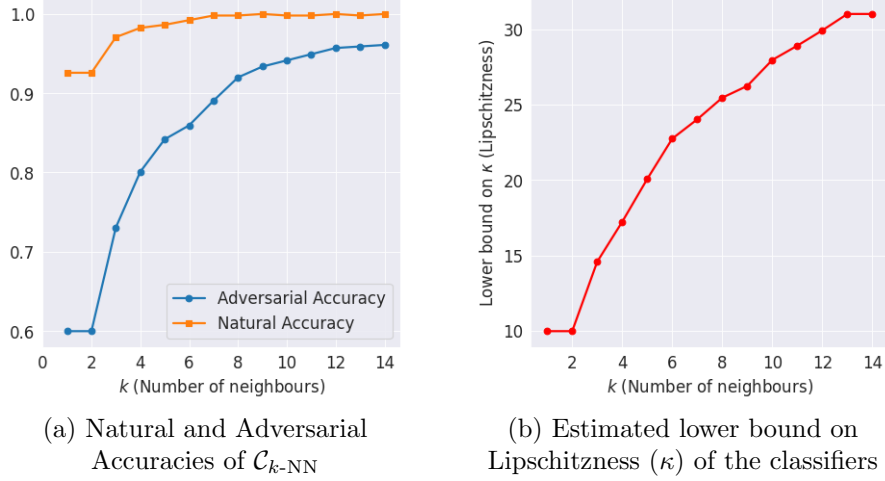 1.0
0.9
0.8
0.7
0.6
0 2 4 6 8 10 12 14
k (Number of neighbours)
Adversarial Accuracy
Natural Accuracy
(a) Natural and Adversarial
Accuracies of C_{k-NN}
Lower bound on κ (Lipschitzness)
30
25
20
15
10
2 4 6 8 10 12 14
k (Number of neighbours)
(b) Estimated lower bound on
Lipschitzness (κ) of the classifiers